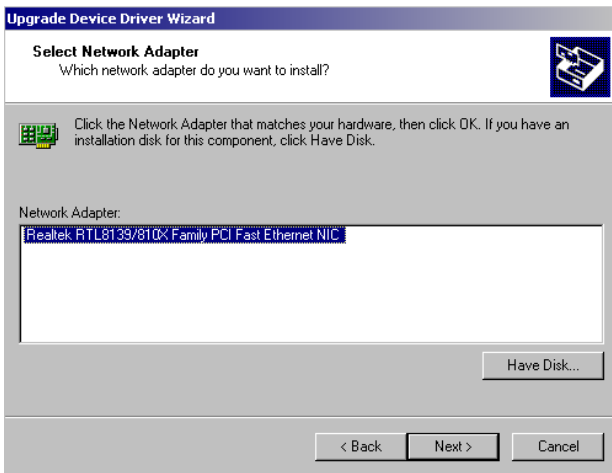 Upgrade Device Driver Wizard
Select Network Adapter
Which network adapter do you want to install?
Click the Network Adapter that matches your hardware, then click OK. If you have an
installation disk for this component, click Have Disk.
Network Adapter:
Realtek RTL8139/810X Family PCI Fast Ethernet NIC
Have Disk...
< Back
Next >
Cancel